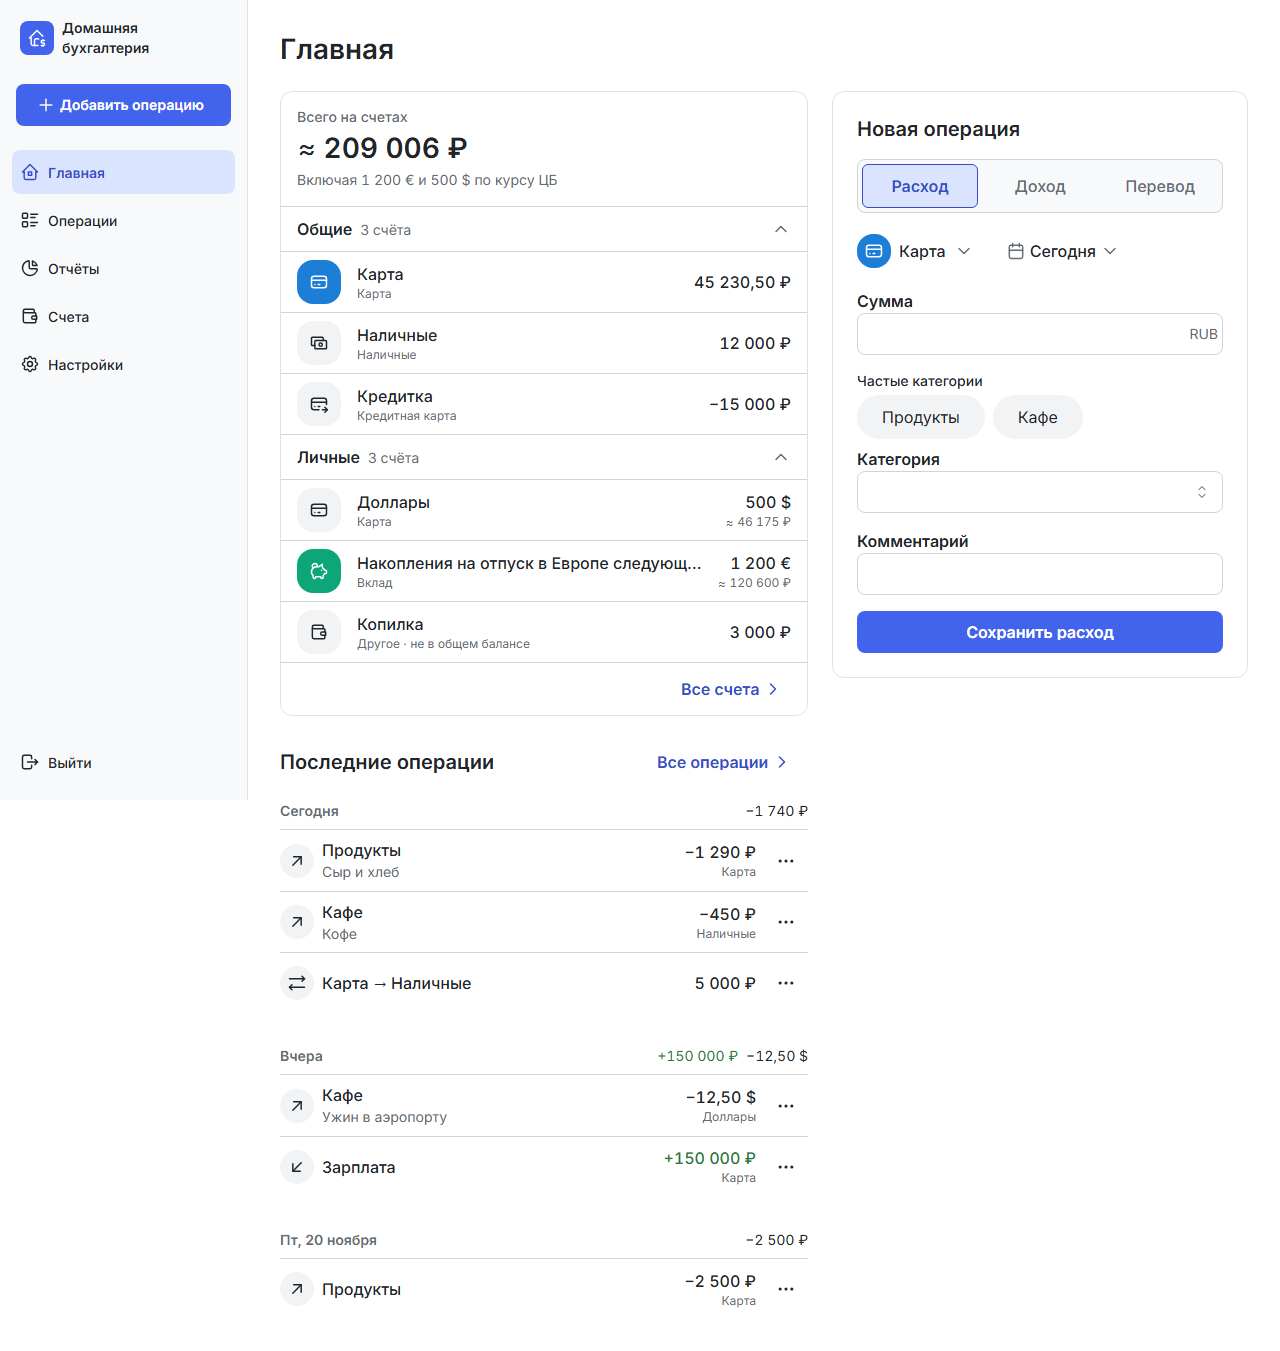 Домашняя
бухгалтерия
Добавить операцию
Главная
Операции
Отчёты
Счета
Настройки
Выйти
Главная
Всего на счетах
≈ 209 006 ₽
Включая 1 200 € и 500 $ по курсу ЦБ
Общие 3 счёта
Карта 45 230,50 ₽
Карта
Наличные 12 000 ₽
Наличные
Кредитка −15 000 ₽
Кредитная карта
Личные 3 счёта
Доллары 500 $
Карта ≈ 46 175 ₽
Накопления на отпуск в Европе следующ... 1 200 €
Вклад ≈ 120 600 ₽
Копилка 3 000 ₽
Другое · не в общем балансе
Все счета
Последние операции Все операции
Сегодня −1 740 ₽
Продукты −1 290 ₽
Сыр и хлеб Карта
Кафе −450 ₽
Кофе Наличные
Карта → Наличные 5 000 ₽
Вчера +150 000 ₽ −12,50 $
Кафе −12,50 $
Ужин в аэропорту Доллары
Зарплата +150 000 ₽
Карта
Пт, 20 ноября −2 500 ₽
Продукты −2 500 ₽
Карта
Новая операция
Расход Доход Перевод
Карта Сегодня
Сумма
RUB
Частые категории
Продукты Кафе
Категория
Комментарий
Сохранить расход